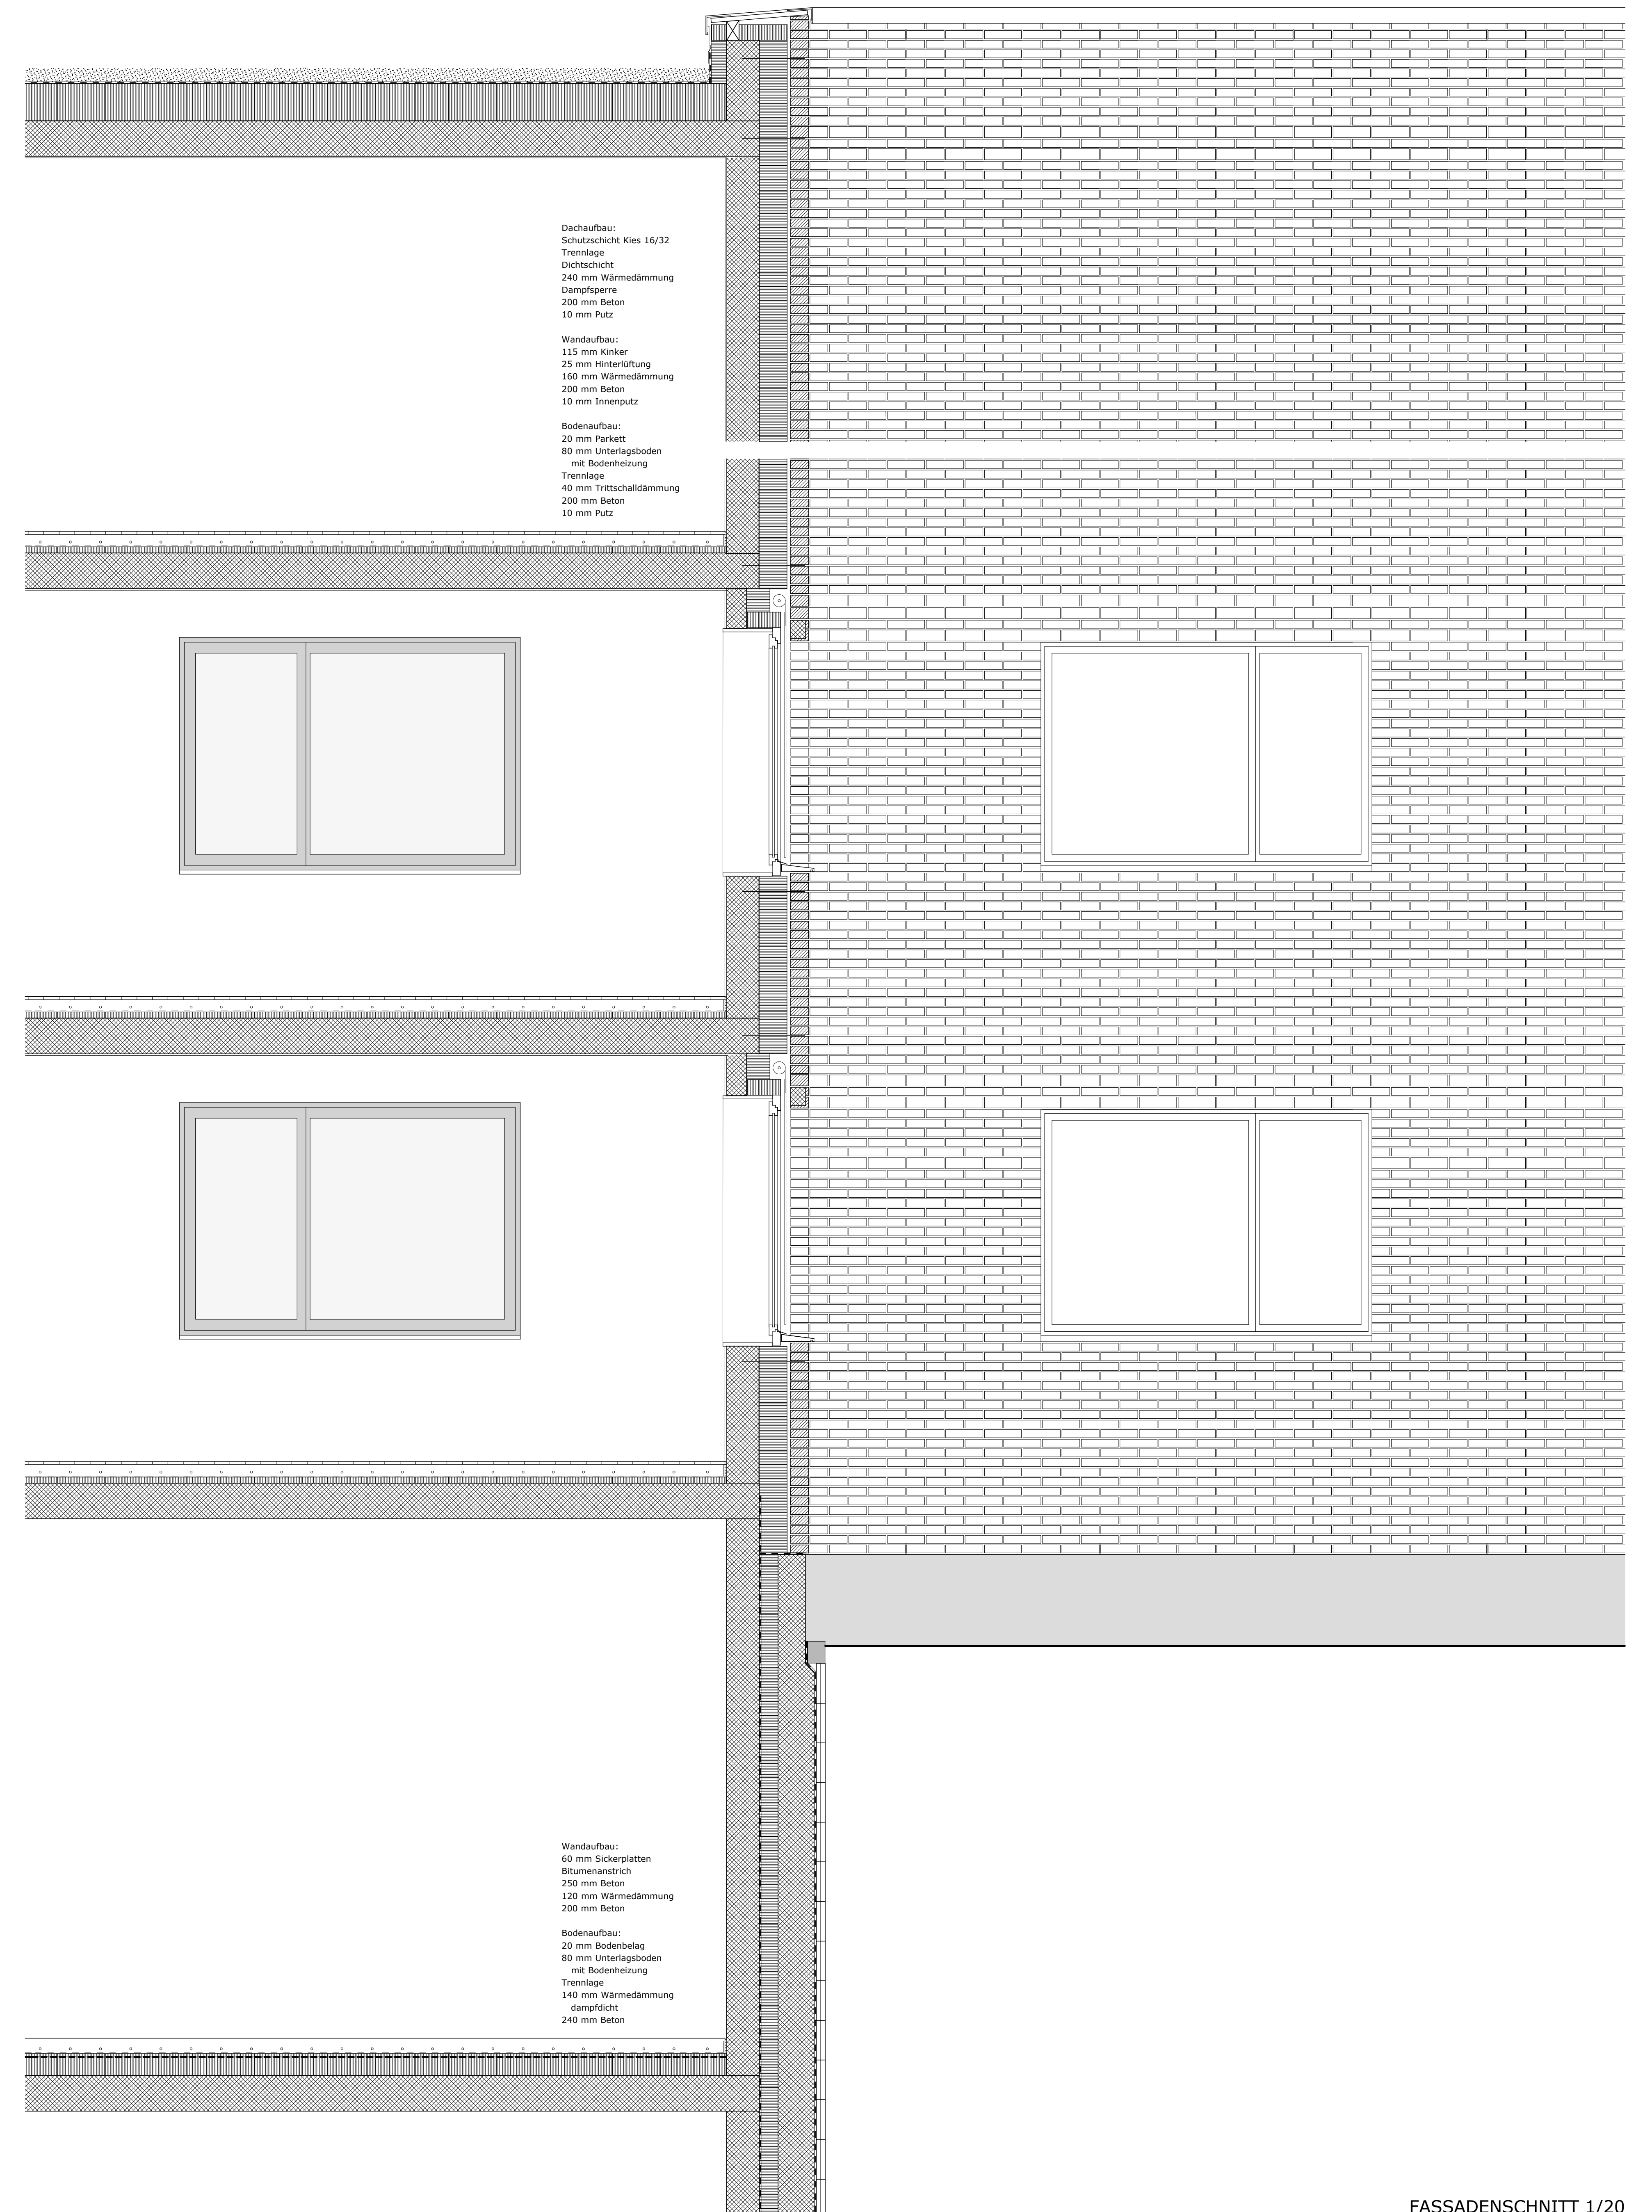 Dachaufbau:
Schutzschicht Kies 16/32
Trennlage
Dichtschicht
240 mm Wärmedämmung
Dampfsperre
200 mm Beton
10 mm Putz
Wandaufbau:
115 mm Kinker
25 mm Hinterlüftung
160 mm Wärmedämmung
200 mm Beton
10 mm Innenputz
Bodenaufbau:
20 mm Parkett
80 mm Unterlagsboden
mit Bodenheizung
Trennlage
40 mm Trittschalldämmung
200 mm Beton
10 mm Putz
Wandaufbau:
60 mm Sickerplatten
Bitumenanstrich
250 mm Beton
120 mm Wärmedämmung
200 mm Beton
Bodenaufbau:
20 mm Bodenbelag
80 mm Unterlagsboden
mit Bodenheizung
Trennlage
140 mm Wärmedämmung
dampfdicht
240 mm Beton
FASSADENSCHNITT 1/20